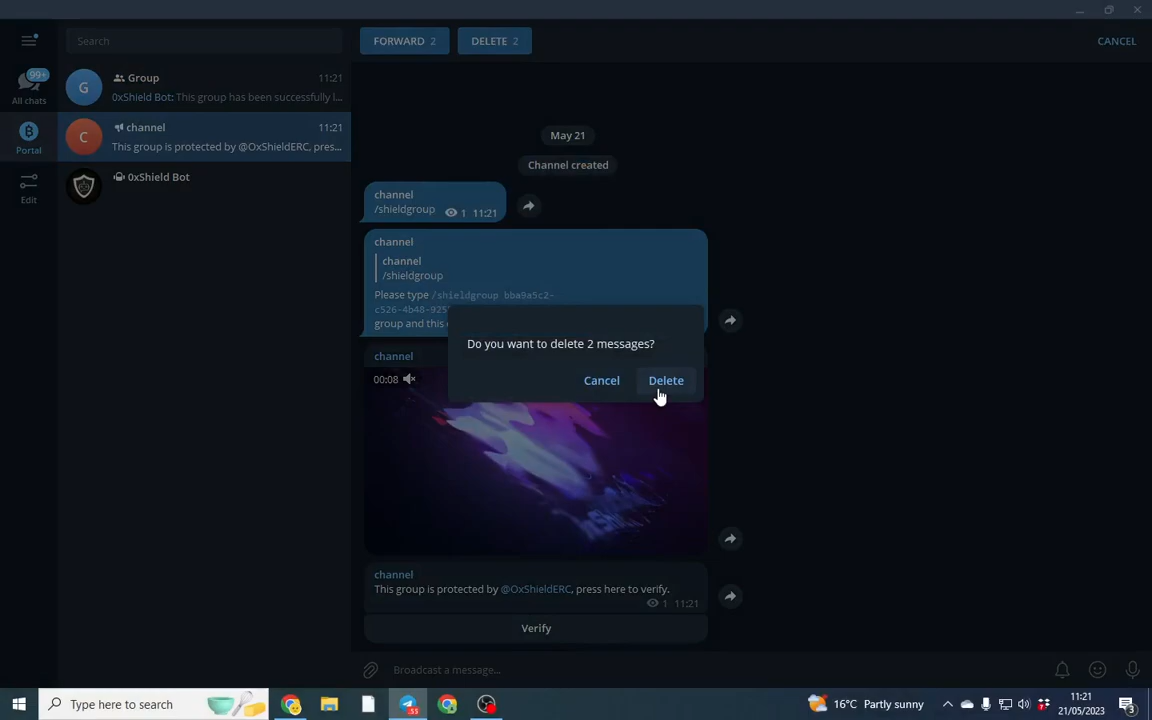 Search
FORWARD 2
DELETE 2
CANCEL
99+
All chats
Portal
Edit
G
Group
11:21
0xShield Bot: This group has been successfully l...
C
channel
11:21
This group is protected by @OxShieldERC, pres...
0xShield Bot
May 21
Channel created
channel
/shieldgroup
1 11:21
channel
channel
/shieldgroup
Please type /shieldgroup bba9a5c2-
c526-4b48-925
group and this
Do you want to delete 2 messages?
Cancel
Delete
channel
00:08
channel
This group is protected by @OxShieldERC, press here to verify.
1 11:21
Verify
Broadcast a message...
Type here to search
55
16°C Partly sunny
11:21
21/05/2023
3